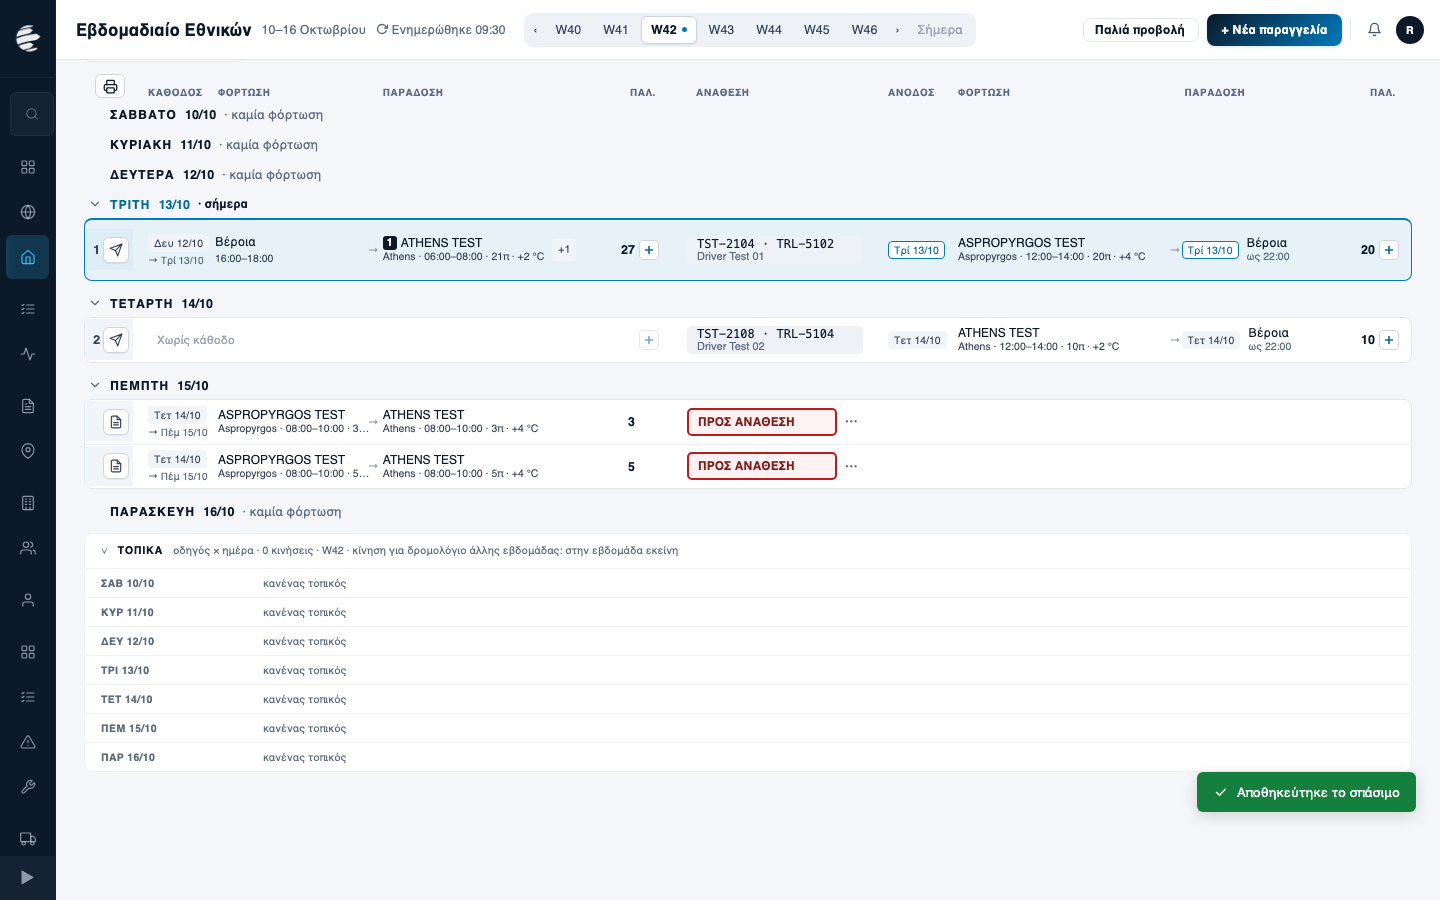 Εβδομαδιαίο Εθνικών 10–16 Οκτωβρίου Ενημερώθηκε 09:30 ‹ W40 W41 W42 W43 W44 W45 W46 › Σήμερα Παλιά προβολή + Νέα παραγγελία R
ΚΑΘΟΔΟΣ ΦΟΡΤΩΣΗ ΠΑΡΑΔΟΣΗ ΠΑΛ. ΑΝΑΘΕΣΗ ΑΝΟΔΟΣ ΦΟΡΤΩΣΗ ΠΑΡΑΔΟΣΗ ΠΑΛ.
ΣΑΒΒΑΤΟ 10/10 · καμία φόρτωση
ΚΥΡΙΑΚΗ 11/10 · καμία φόρτωση
ΔΕΥΤΕΡΑ 12/10 · καμία φόρτωση
ΤΡΙΤΗ 13/10 · σήμερα
1 Δευ 12/10 Βέροια → 1 ATHENS TEST +1 27 + TST–2104 · TRL–5102 Τρί 13/10 ASPROPYRGOS TEST → Τρί 13/10 Βέροια 20 +
→ Τρί 13/10 16:00–18:00 Athens · 06:00–08:00 · 21π · +2 °C Driver Test 01 Aspropyrgos · 12:00–14:00 · 20π · +4 °C ως 22:00
ΤΕΤΑΡΤΗ 14/10
2 Χωρίς κάθοδο + TST–2108 · TRL–5104 Τετ 14/10 ATHENS TEST → Τετ 14/10 Βέροια 10 +
Driver Test 02 Athens · 12:00–14:00 · 10π · +2 °C ως 22:00
ΠΕΜΠΤΗ 15/10
Τετ 14/10 ASPROPYRGOS TEST → ATHENS TEST 3 ΠΡΟΣ ΑΝΑΘΕΣΗ ···
→ Πέμ 15/10 Aspropyrgos · 08:00–10:00 · 3… Athens · 08:00–10:00 · 3π · +4 °C
Τετ 14/10 ASPROPYRGOS TEST → ATHENS TEST 5 ΠΡΟΣ ΑΝΑΘΕΣΗ ···
→ Πέμ 15/10 Aspropyrgos · 08:00–10:00 · 5… Athens · 08:00–10:00 · 5π · +4 °C
ΠΑΡΑΣΚΕΥΗ 16/10 · καμία φόρτωση
ΤΟΠΙΚΑ οδηγός × ημέρα · 0 κινήσεις · W42 · κίνηση για δρομολόγιο άλλης εβδομάδας: στην εβδομάδα εκείνη
ΣΑΒ 10/10 κανένας τοπικός
ΚΥΡ 11/10 κανένας τοπικός
ΔΕΥ 12/10 κανένας τοπικός
ΤΡΙ 13/10 κανένας τοπικός
ΤΕΤ 14/10 κανένας τοπικός
ΠΕΜ 15/10 κανένας τοπικός
ΠΑΡ 16/10 κανένας τοπικός
Αποθηκεύτηκε το σπάσιμο